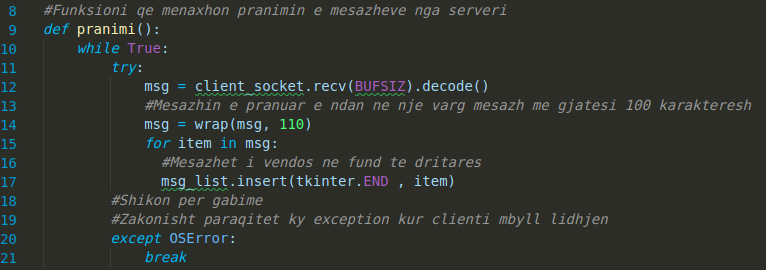 8 #Funksioni qe menaxhon pranimin e mesazheve nga serveri
9 def pranimi():
10 while True:
11 try:
12 msg = client_socket.recv(BUFSIZ).decode()
13 #Mesazhin e pranuar e ndan ne nje varg mesazh me gjatesi 100 karakteresh
14 msg = wrap(msg, 110)
15 for item in msg:
16 #Mesazhet i vendos ne fund te dritares
17 msg_list.insert(tkinter.END , item)
18 #Shikon per gabime
19 #Zakonisht paraqitet ky exception kur clienti mbyll lidhjen
20 except OSError:
21 break